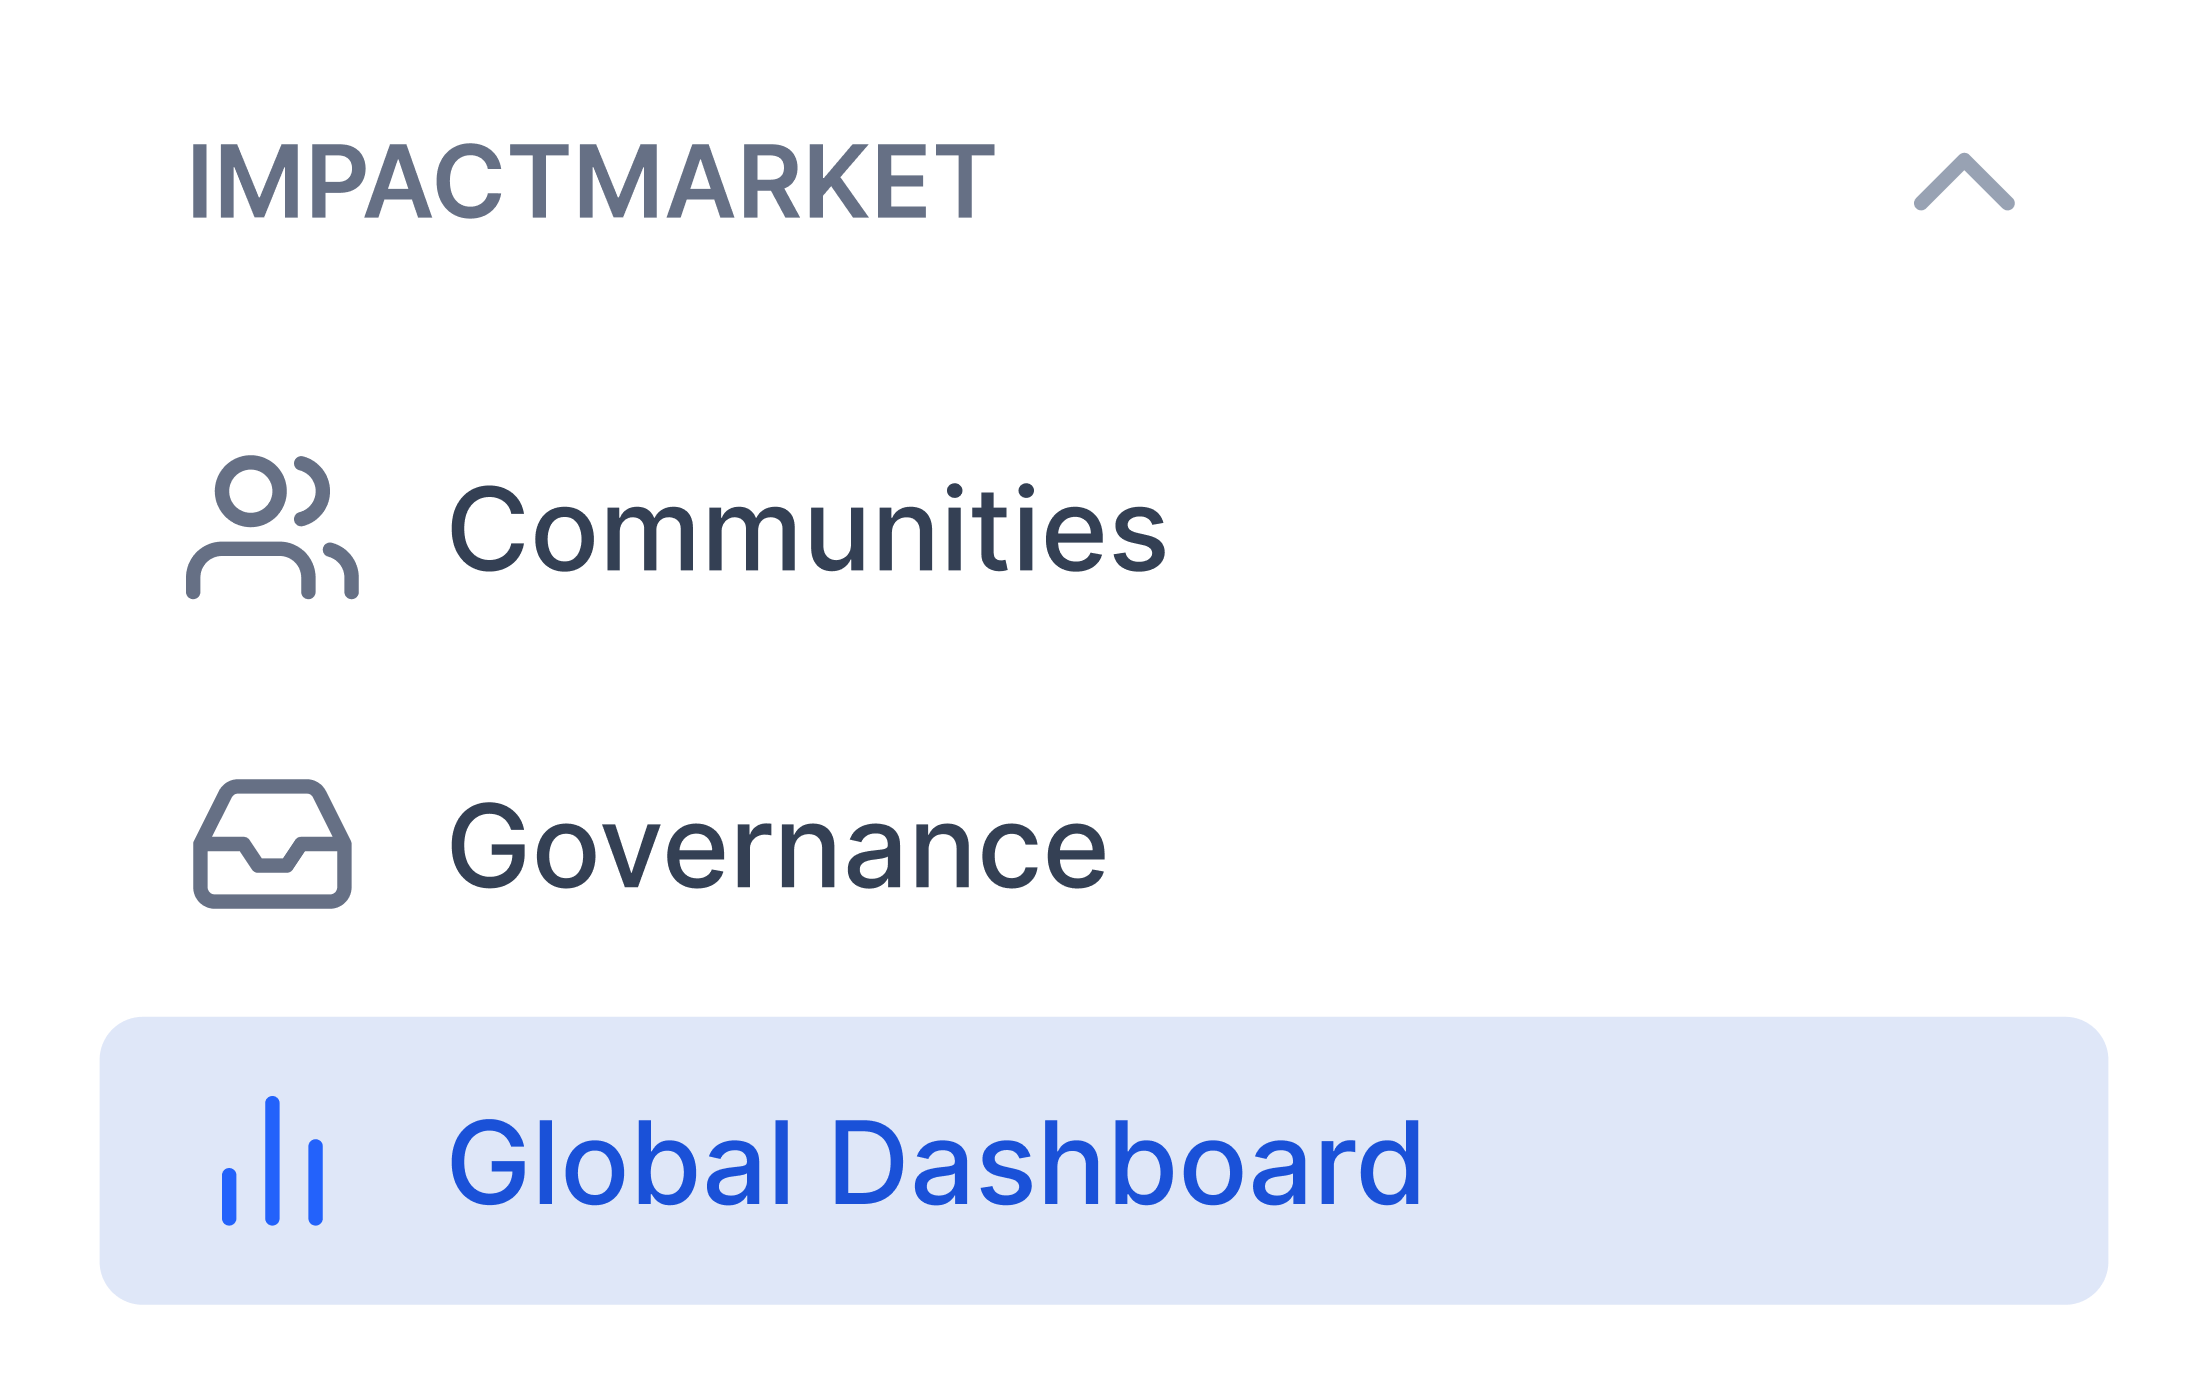 IMPACTMARKET
Communities
Governance
Global Dashboard